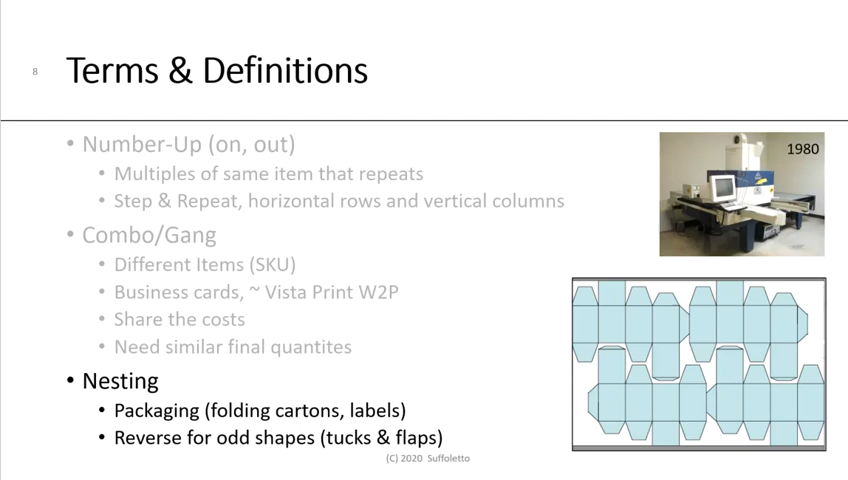 8
Terms & Definitions
• Number-Up (on, out)
• Multiples of same item that repeats
• Step & Repeat, horizontal rows and vertical columns
• Combo/Gang
• Different Items (SKU)
• Business cards, ~ Vista Print W2P
• Share the costs
• Need similar final quantites
• Nesting
• Packaging (folding cartons, labels)
• Reverse for odd shapes (tucks & flaps)
1980
(C) 2020 Suffoletto